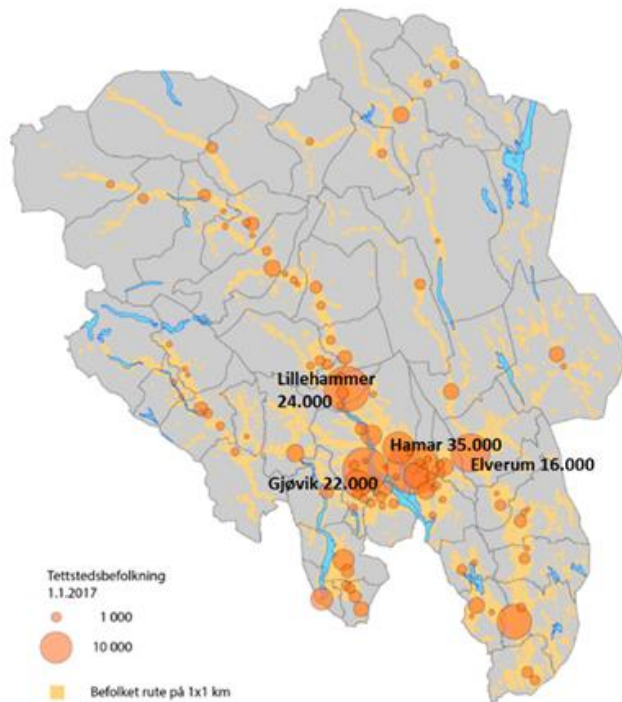 Lillehammer
24.000
Hamar 35.000
Elverum 16.000
Gjøvik 22.000
Tettstedsbefolkning
1.1.2017
1 000
10 000
Befolket rute på 1x1 km